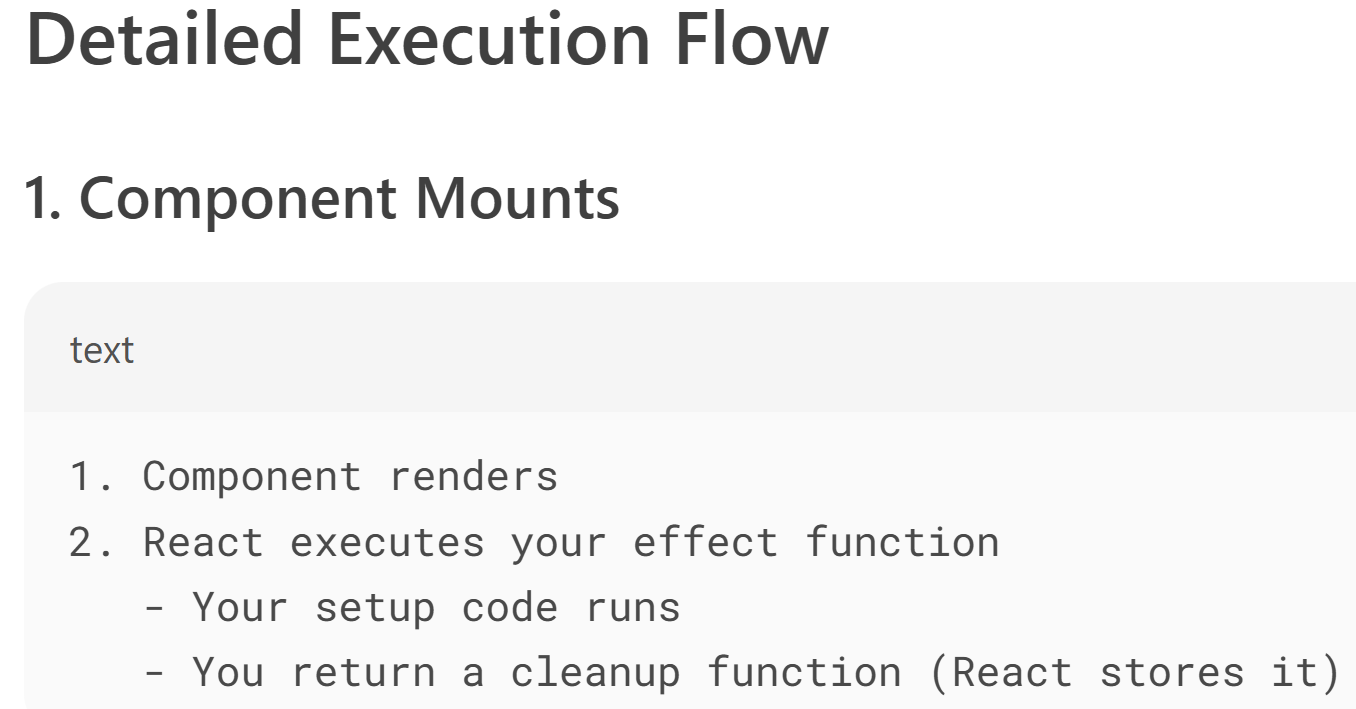 Detailed Execution Flow
1. Component Mounts
text
1. Component renders
2. React executes your effect function
- Your setup code runs
- You return a cleanup function (React stores it)